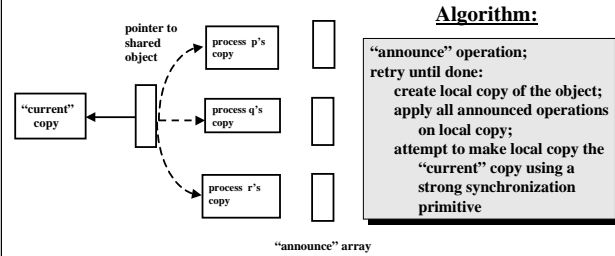 Algorithm:
pointer to
shared
object
process p’s
copy
“current”
copy
process q’s
copy
process r’s
copy
“announce” array
“announce” operation;
retry until done:
create local copy of the object;
apply all announced operations
on local copy;
attempt to make local copy the
“current” copy using a
strong synchronization
primitive